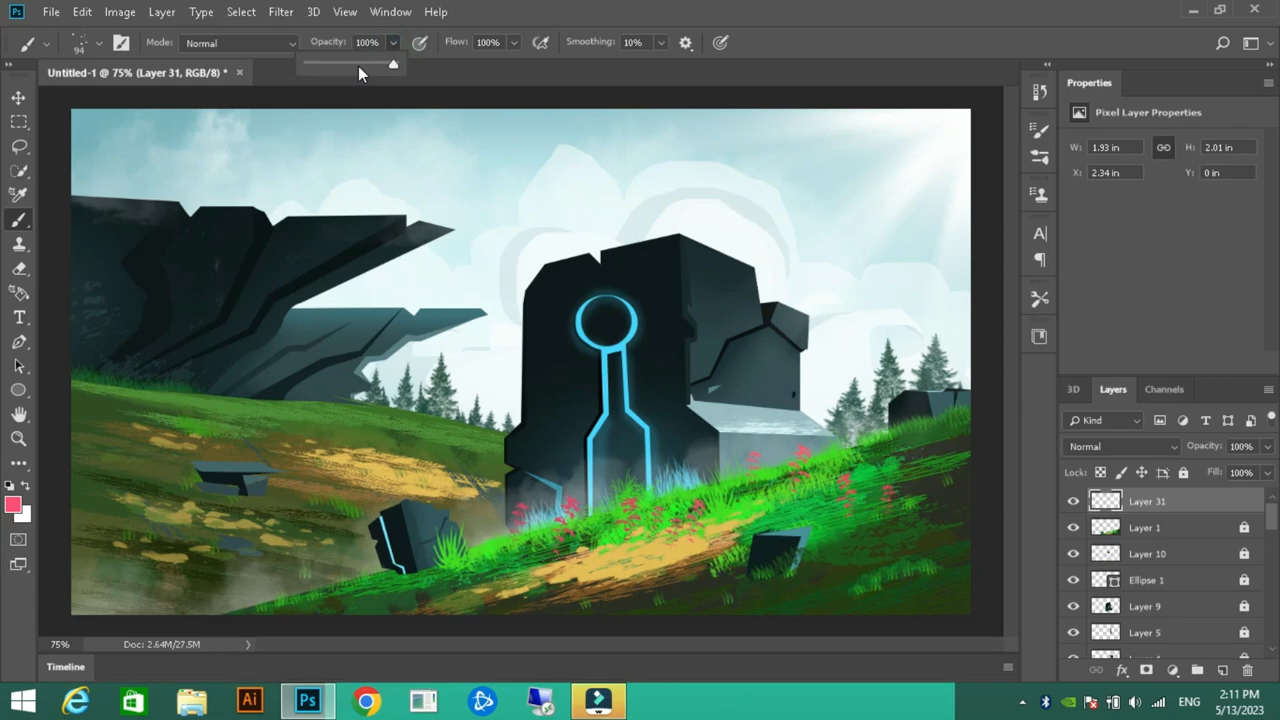 Ps File Edit Image Layer Type Select Filter 3D View Window Help
94 Mode: Normal Opacity: 100% Flow: 100% Smoothing: 10%
Untitled-1 @ 75% (Layer 31, RGB/8) *
Properties
Pixel Layer Properties
W: 1.93 in H: 2.01 in
X: 2.34 in Y: 0 in
3D Layers Channels
Kind
Normal Opacity: 100%
Lock: Fill: 100%
Layer 31
Layer 1
Layer 10
Ellipse 1
Layer 9
Layer 5
75% Doc: 2.64M/27.5M
Timeline
Ai Ps
ENG
2:11 PM
5/13/2023